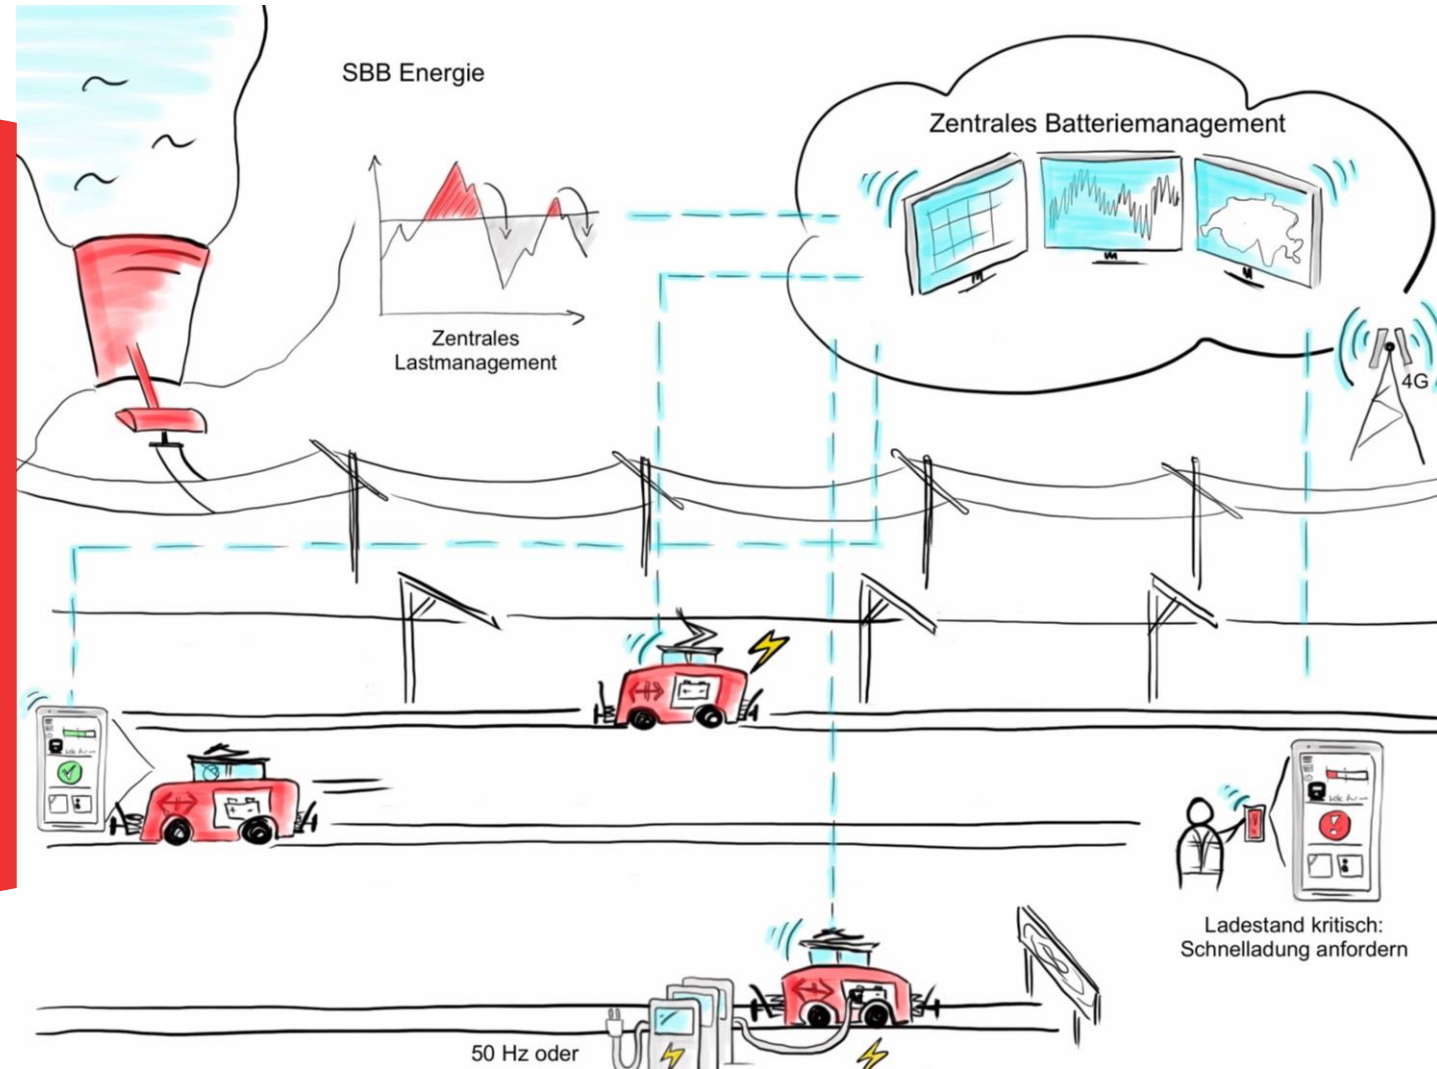 SBB Energie
Zentrales Batteriemanagement
Zentrales
Lastmanagement
4G
Ladestand kritisch:
Schnelladung anfordern
50 Hz oder